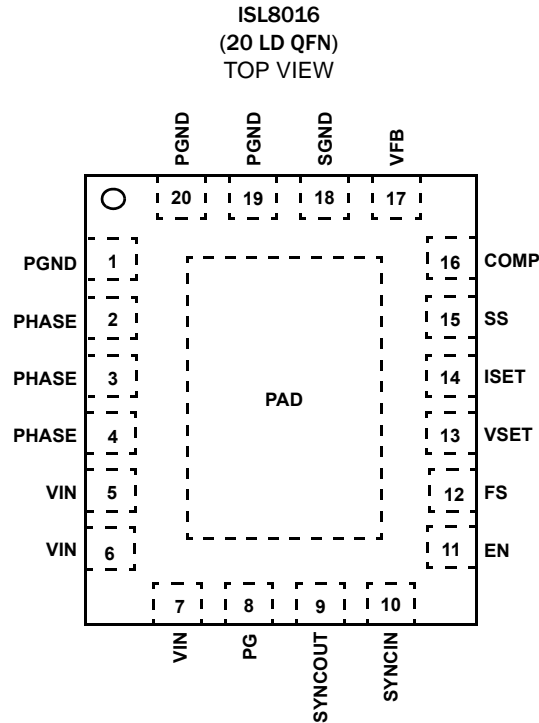 ISL8016
(20 LD QFN)
TOP VIEW
PGND
PGND
SGND
VFB
20
19
18
17
PGND 1
16 COMP
PHASE 2
15 SS
PHASE 3
14 ISET
PAD
PHASE 4
13 VSET
VIN 5
12 FS
VIN 6
11 EN
7
8
9
10
VIN
PG
SYNCOUT
SYNCIN